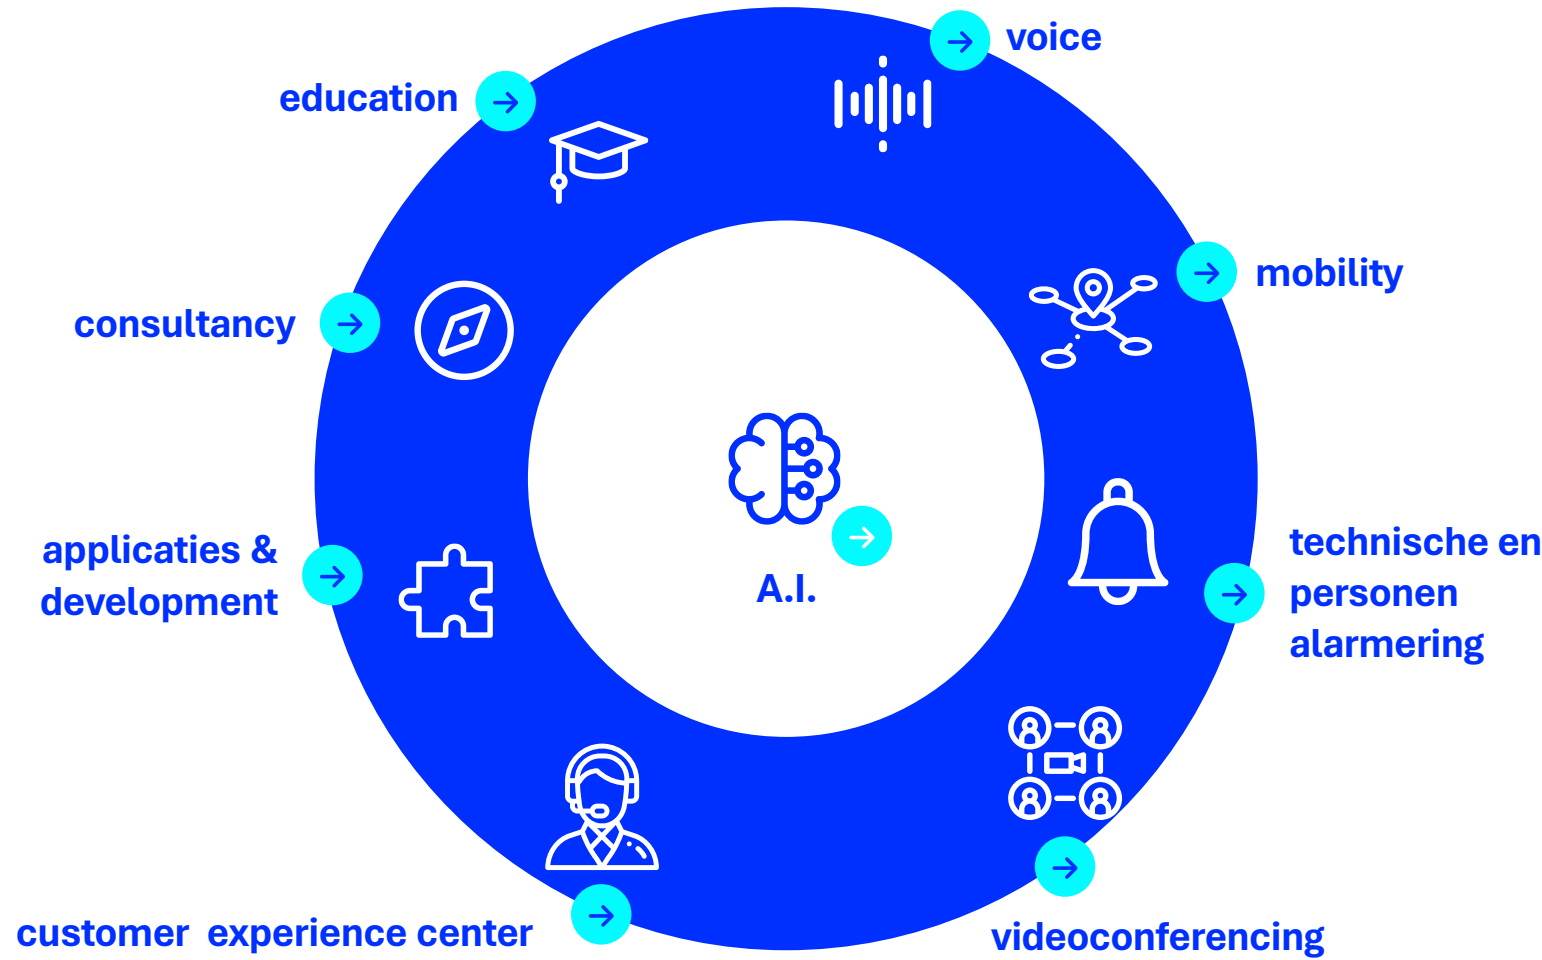 voice
education
mobility
consultancy
technische en
personen
alarmering
applicaties &
development
A.I.
customer experience center
videoconferencing